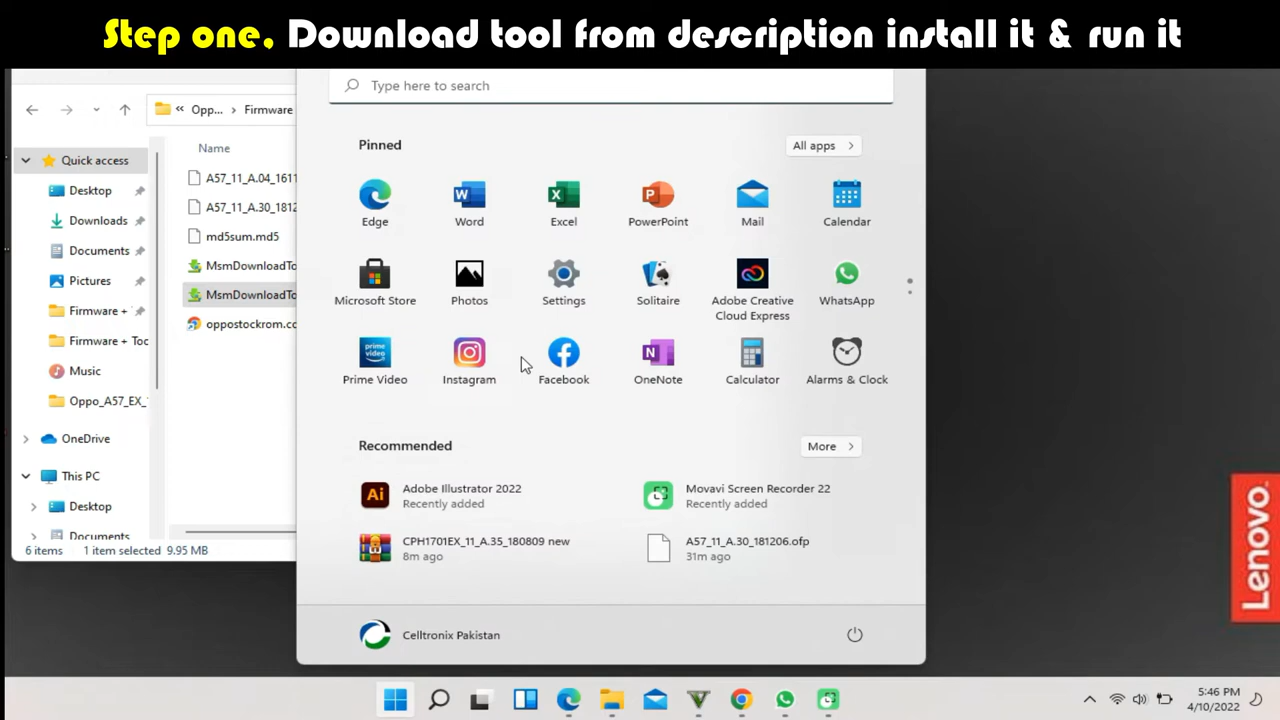 Step one, Download tool from description install it & run it
Type here to search
Opp... > Firmware
Name
Pinned
All apps >
Quick access
A57_11_A.04_1611
Desktop
A57_11_A.30_1812
Downloads
md5sum.md5
Documents
MsmDownloadTo
Pictures
MsmDownloadTo
Firmware +
oppostockrom.co
Firmware + Toc
Music
Oppo_A57_EX_1
OneDrive
This PC
Desktop
Documents
6 items
1 item selected 9.95 MB
Edge
Word
Excel
PowerPoint
Mail
Calendar
Microsoft Store
Photos
Settings
Solitaire
Adobe Creative
Cloud Express
WhatsApp
prime
video
Prime Video
Instagram
Facebook
OneNote
Calculator
Alarms & Clock
Recommended
More >
Ai
Adobe Illustrator 2022
Recently added
Movavi Screen Recorder 22
Recently added
CPH1701EX_11_A.35_180809 new
8m ago
A57_11_A.30_181206.ofp
31m ago
Celltronix Pakistan
Lenovo
5:46 PM
4/10/2022